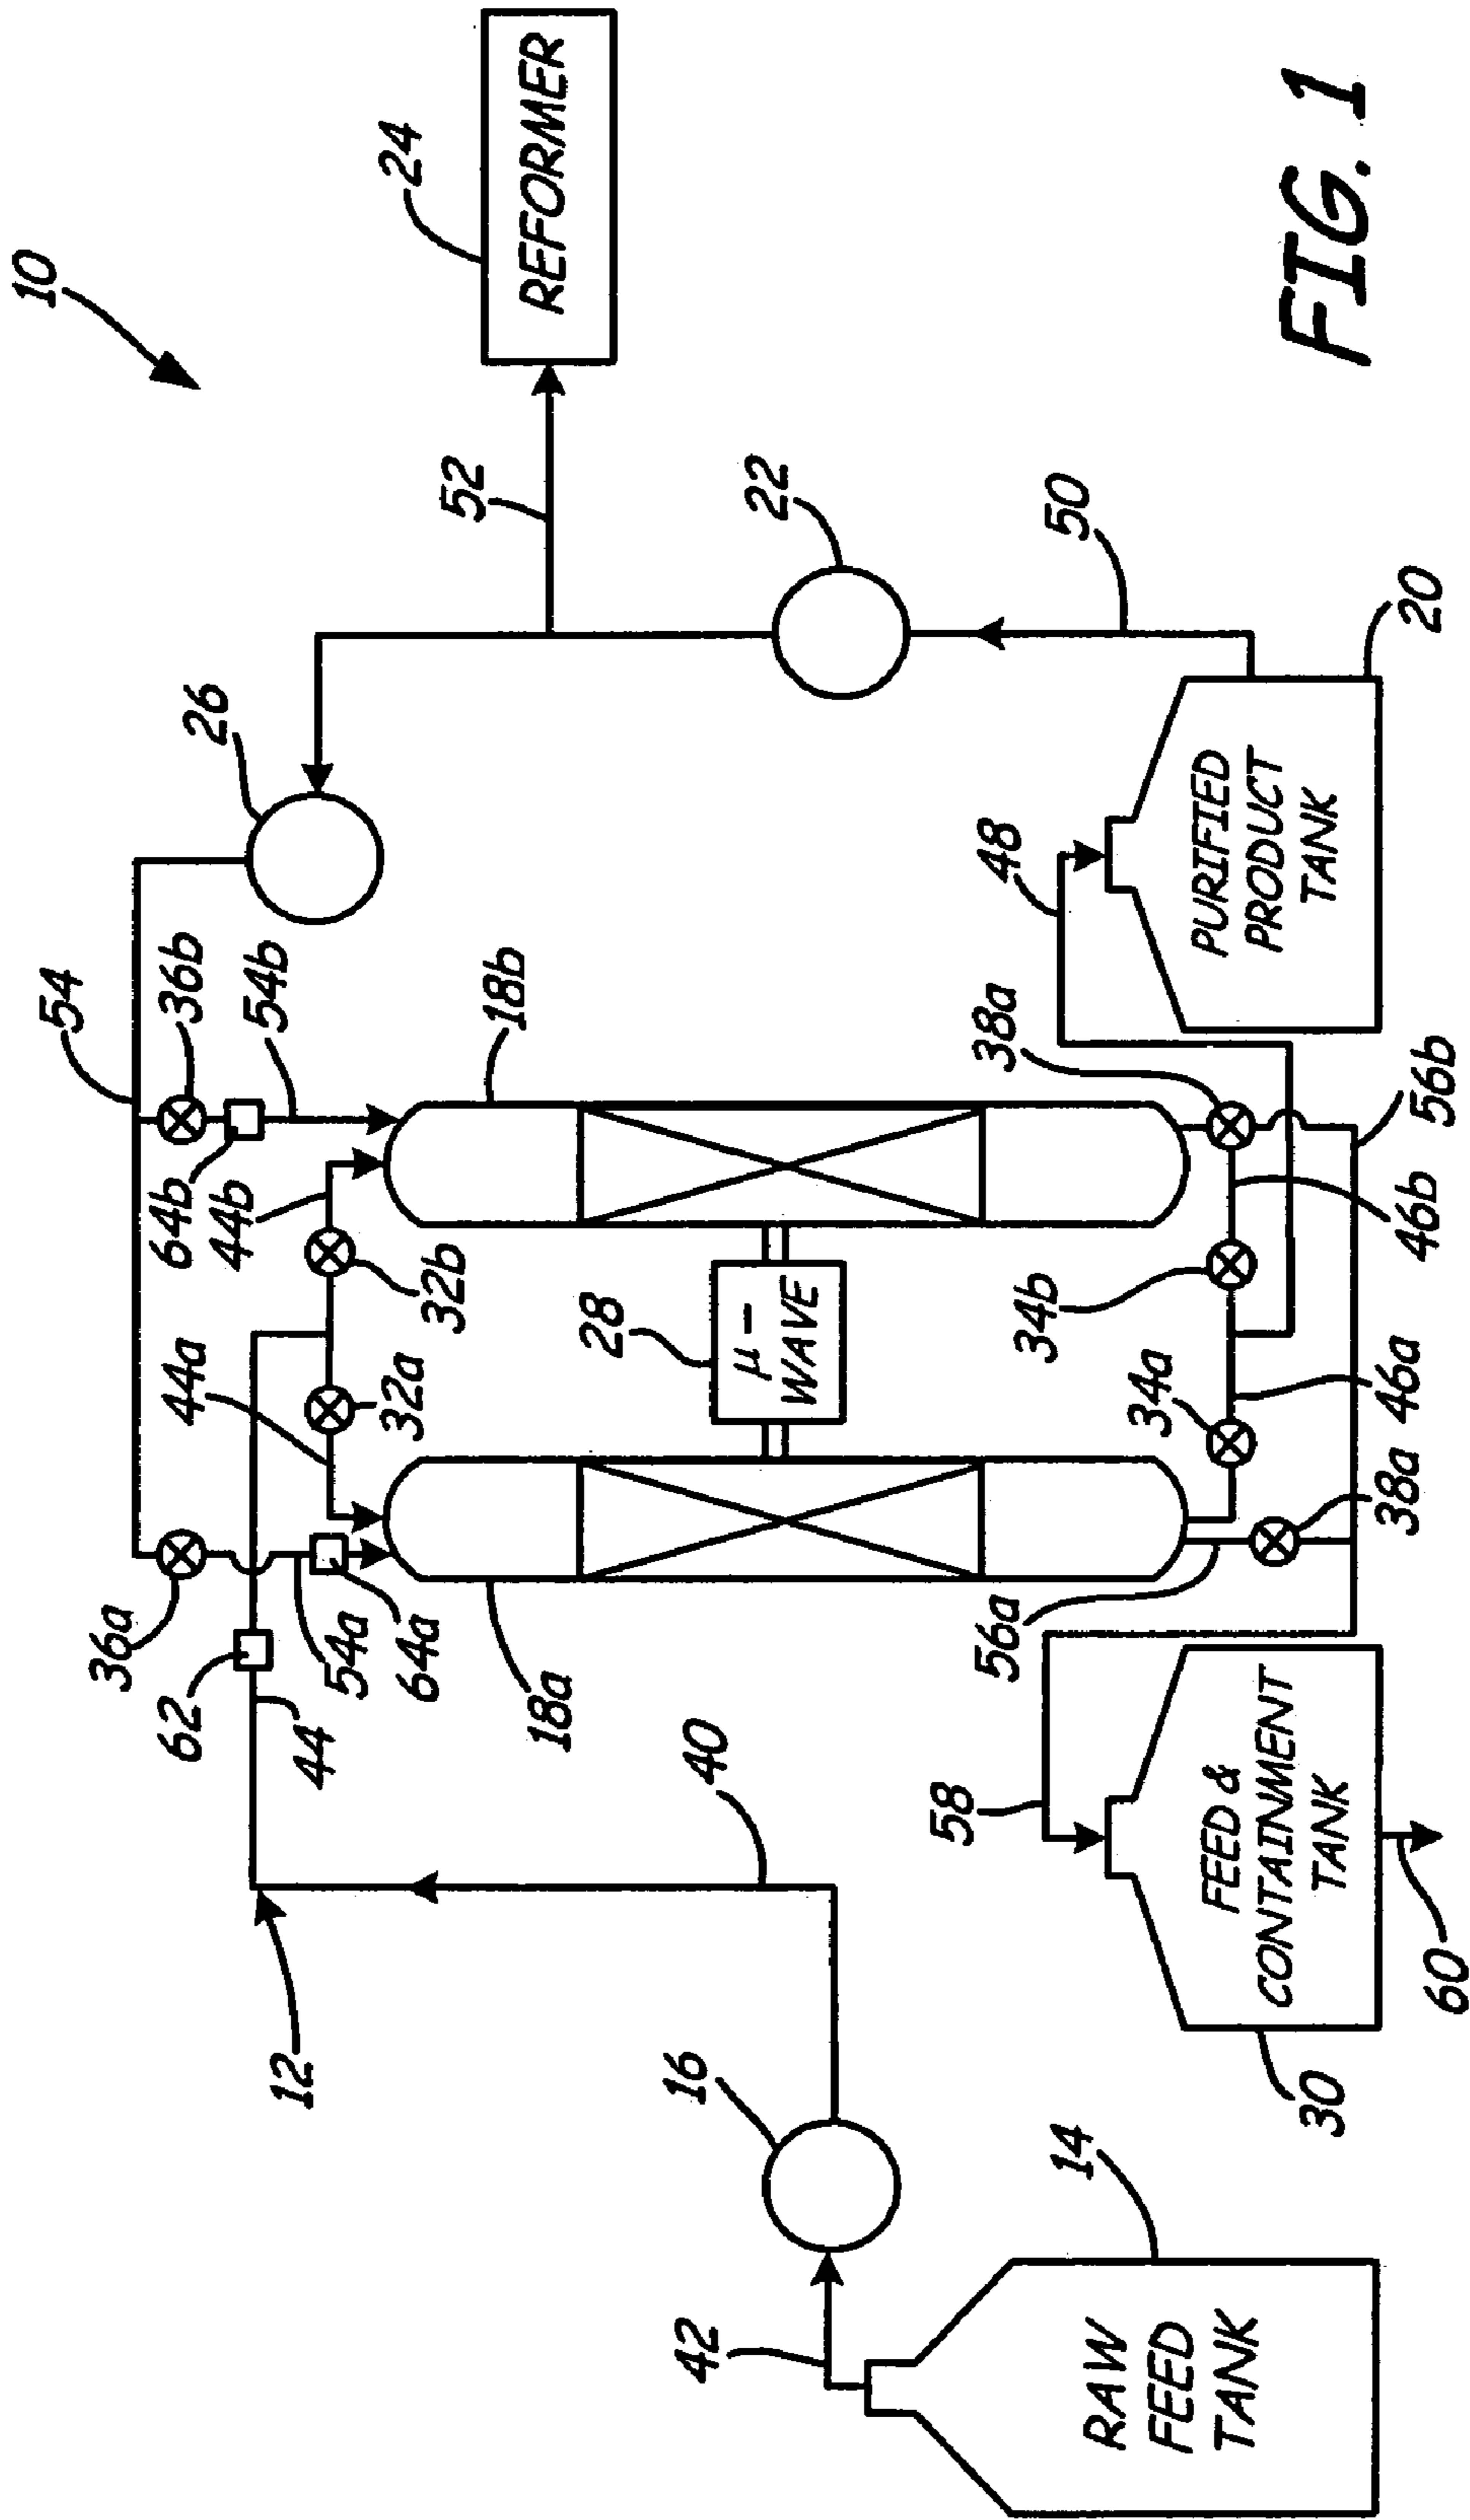 10
54
36a
36b
26
62
44
54a
64a
44a
64b
44b
54b
12
32a
32b
52
24
REFORMER
18a
18b
40
28
μ-
WAVE
22
16
42
58
56a
34a
34b
38a
48
50
14
RAW
FEED
TANK
FEED &
CONTAINMENT
TANK
PURIFIED
PRODUCT
TANK
30
60
38a
46a
46b
56b
20
FIG. 1